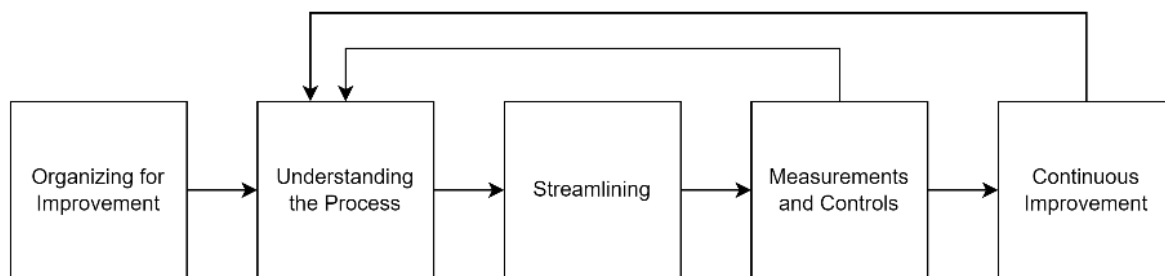 Organizing for
Improvement
Understanding
the Process
Streamlining
Measurements
and Controls
Continuous
Improvement